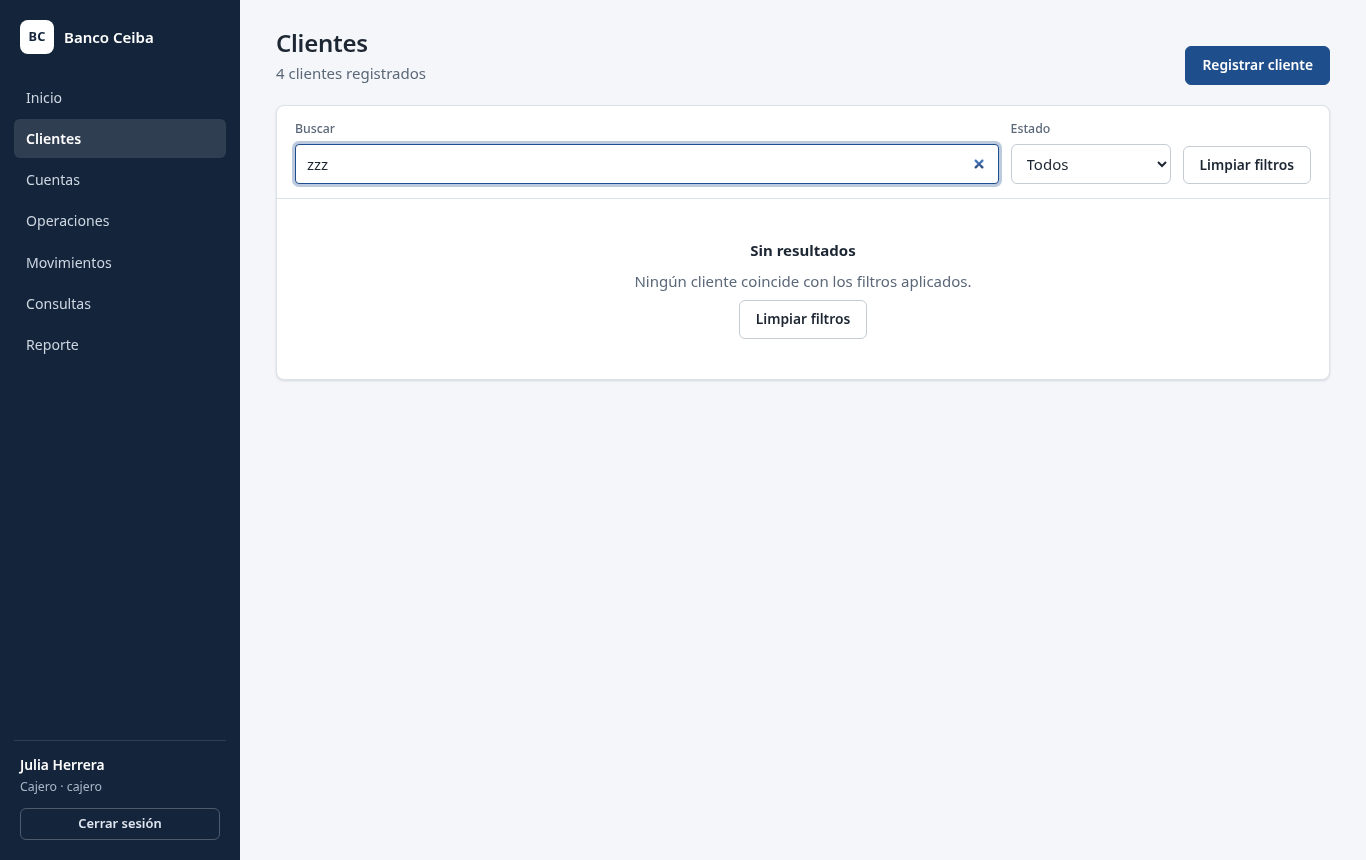 BC
Banco Ceiba
Inicio
Clientes
Cuentas
Operaciones
Movimientos
Consultas
Reporte
Julia Herrera
Cajero · cajero
Cerrar sesión
Clientes
4 clientes registrados
Registrar cliente
Buscar
Estado
zzz
Todos
Limpiar filtros
Sin resultados
Ningún cliente coincide con los filtros aplicados.
Limpiar filtros